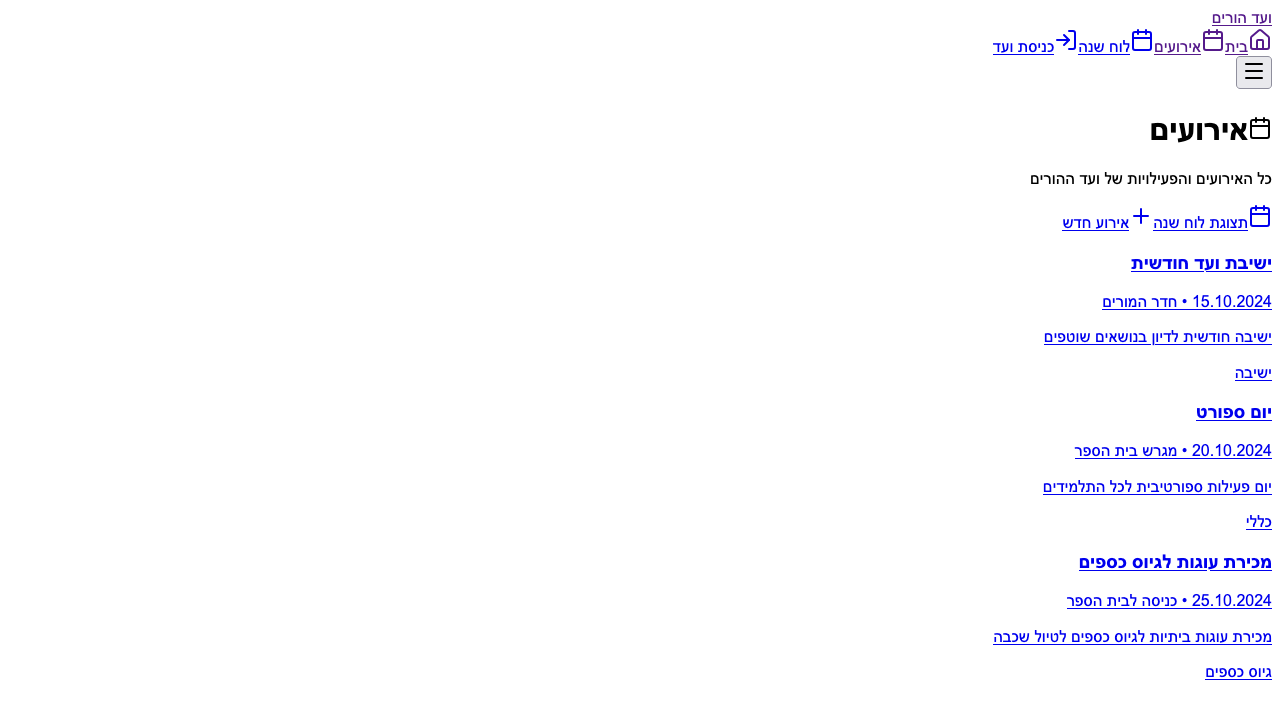 ועד הורים
בית אירועים לוח שנה כניסת ועד
אירועים
כל האירועים והפעילויות של ועד ההורים
תצוגת לוח שנה אירוע חדש
ישיבת ועד חודשית
15.10.2024 • חדר המורים
ישיבה חודשית לדיון בנושאים שוטפים
ישיבה
יום ספורט
20.10.2024 • מגרש בית הספר
יום פעילות ספורטיבית לכל התלמידים
כללי
מכירת עוגות לגיוס כספים
25.10.2024 • כניסה לבית הספר
מכירת עוגות ביתיות לגיוס כספים לטיול שכבה
גיוס כספים